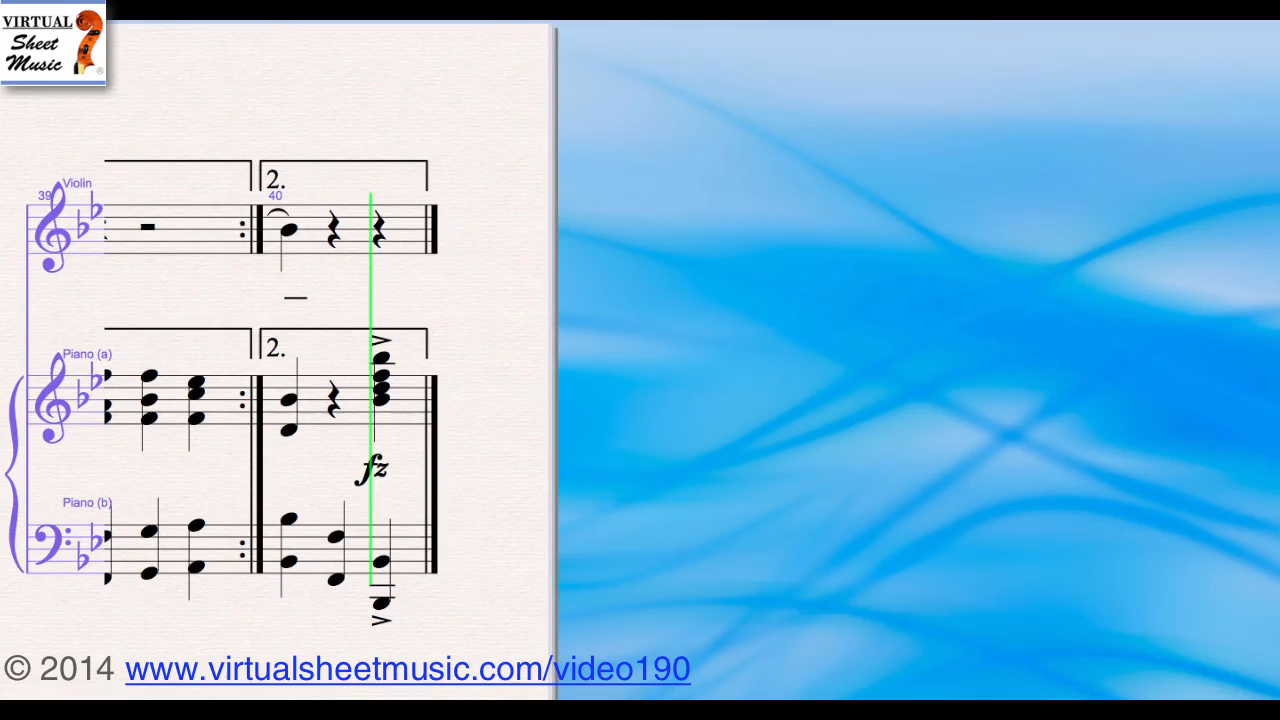 VIRTUAL
Sheet
Music
®
2.
39
Violin
40
2.
Piano (a)
fz
Piano (b)
© 2014 www.virtualsheetmusic.com/video190